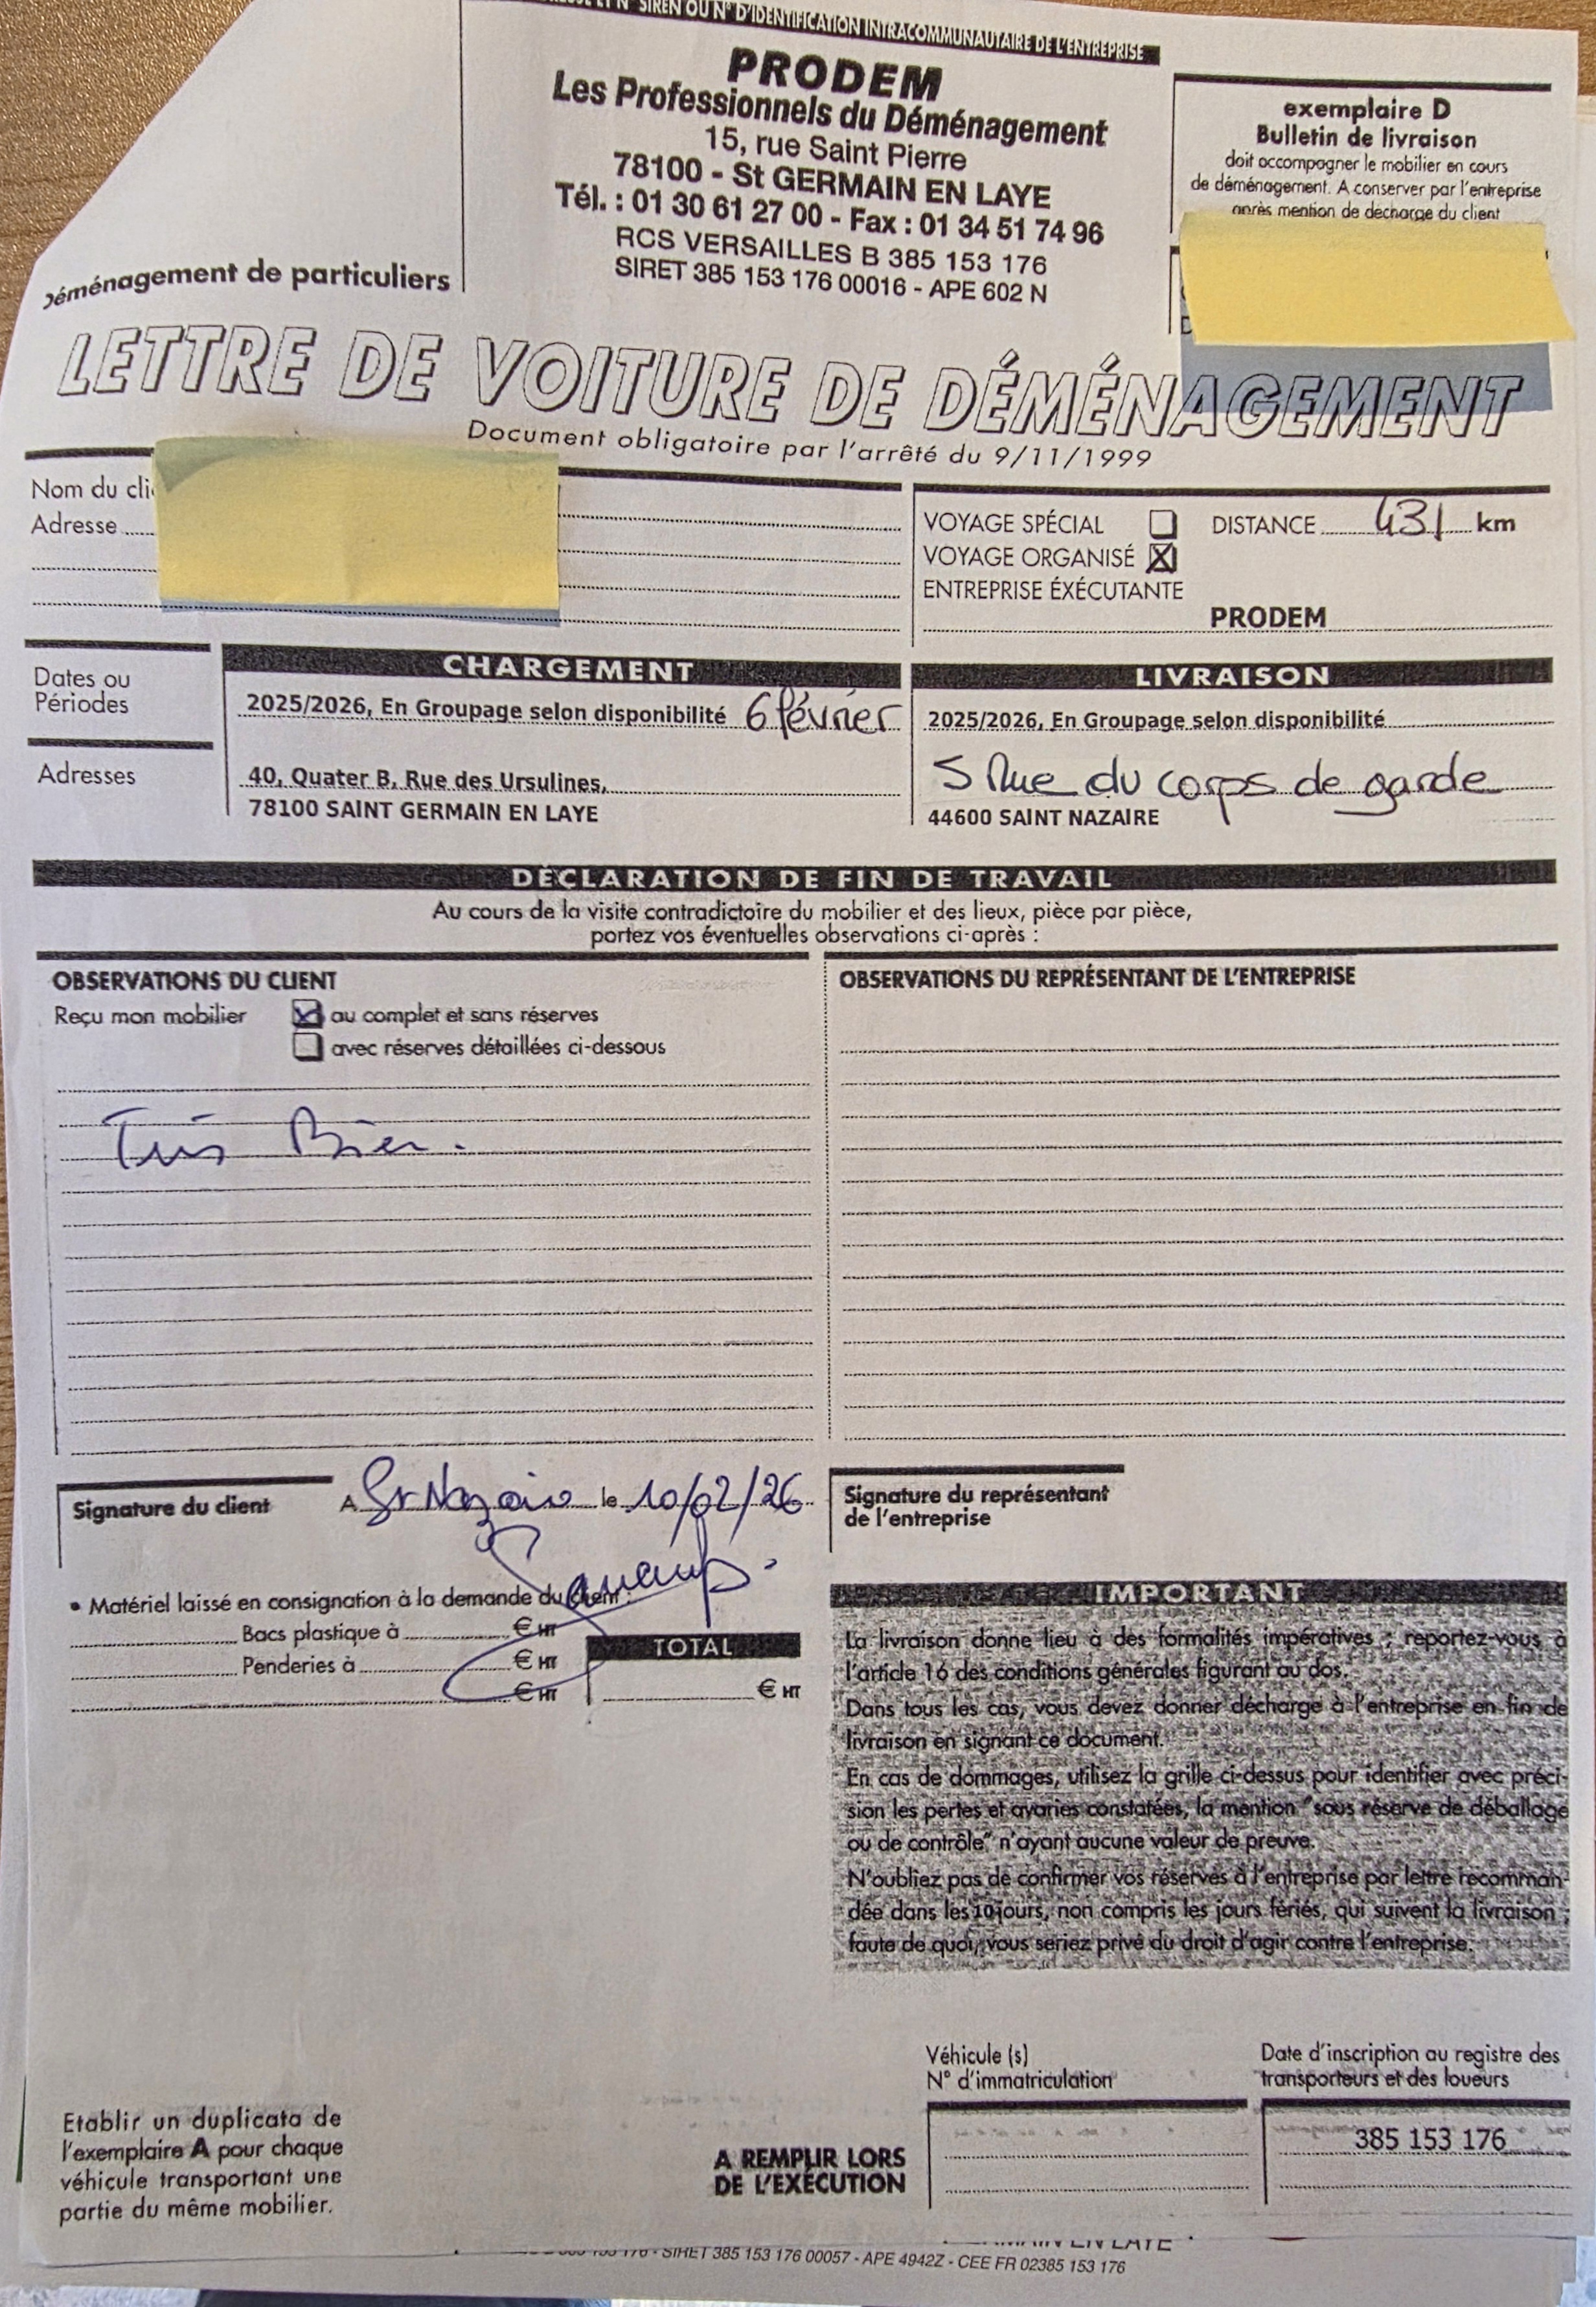 SIREN OU N° D'IDENTIFICATION INTRACOMMUNAUTAIRE DE L'ENTREPRISE
PRODEM
Les Professionnels du Déménagement
15, rue Saint Pierre
78100 - St GERMAIN EN LAYE
Tél. : 01 30 61 27 00 - Fax : 01 34 51 74 96
RCS VERSAILLES B 385 153 176
SIRET 385 153 176 00016 - APE 602 N
exemplaire D
Bulletin de livraison
doit accompagner le mobilier en cours
de déménagement. A conserver par l'entreprise
après mention de decharge du client
Déménagement de particuliers
LETTRE DE VOITURE DE DÉMÉNAGEMENT
Document obligatoire par l'arrêté du 9/11/1999
Nom du cli
Adresse
VOYAGE SPÉCIAL ☐ DISTANCE 431 km
VOYAGE ORGANISÉ ☒
ENTREPRISE ÉXÉCUTANTE
PRODEM
Dates ou
Périodes
CHARGEMENT
2025/2026, En Groupage selon disponibilité 6 février
LIVRAISON
2025/2026, En Groupage selon disponibilité
Adresses
40, Quater B, Rue des Ursulines,
78100 SAINT GERMAIN EN LAYE
5 Rue du corps de garde
44600 SAINT NAZAIRE
DÉCLARATION DE FIN DE TRAVAIL
Au cours de la visite contradictoire du mobilier et des lieux, pièce par pièce,
portez vos éventuelles observations ci-après :
OBSERVATIONS DU CLIENT
Reçu mon mobilier ☒ au complet et sans réserves
☐ avec réserves détaillées ci-dessous
Très Bien.
OBSERVATIONS DU REPRÉSENTANT DE L'ENTREPRISE
Signature du client A St Nazaire le 10/02/26
Signature du représentant
de l'entreprise
• Matériel laissé en consignation à la demande du client :
Bacs plastique à € HT
Penderies à € HT
€ HT
TOTAL
€ HT
IMPORTANT
La livraison donne lieu à des formalités impératives ; reportez-vous à
l'article 16 des conditions générales figurant au dos.
Dans tous les cas, vous devez donner décharge à l'entreprise en fin de
livraison en signant ce document.
En cas de dommages, utilisez la grille ci-dessus pour identifier avec préci-
sion les pertes et avaries constatées, la mention "sous réserve de déballage
ou de contrôle" n'ayant aucune valeur de preuve.
N'oubliez pas de confirmer vos réserves à l'entreprise par lettre recomman-
dée dans les 10 jours, non compris les jours fériés, qui suivent la livraison ;
faute de quoi, vous seriez privé du droit d'agir contre l'entreprise.
Etablir un duplicata de
l'exemplaire A pour chaque
véhicule transportant une
partie du même mobilier.
A REMPLIR LORS
DE L'EXÉCUTION
Véhicule (s)
N° d'immatriculation
Date d'inscription au registre des
transporteurs et des loueurs
385 153 176
EN LAYE
SIRET 385 153 176 00057 - APE 4942Z - CEE FR 02385 153 176